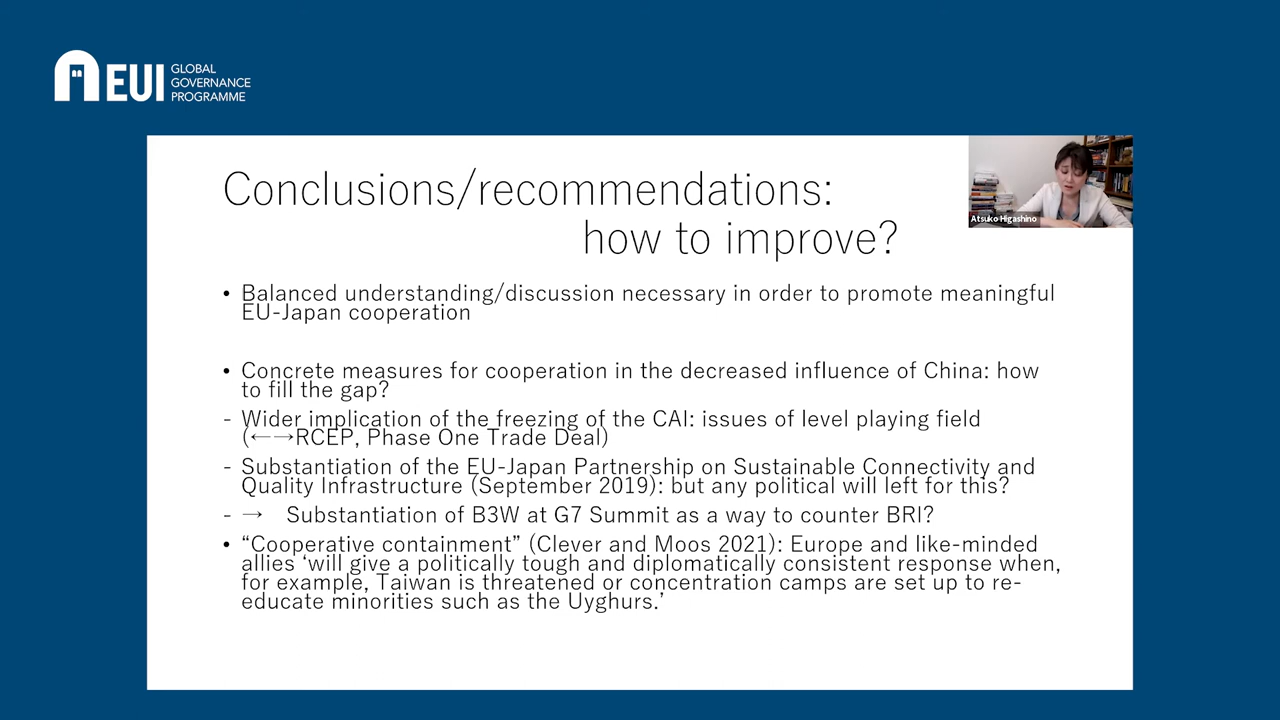 EUI
GLOBAL
GOVERNANCE
PROGRAMME
Atsuko Higashino
Conclusions/recommendations:
how to improve?
• Balanced understanding/discussion necessary in order to promote meaningful
EU-Japan cooperation
• Concrete measures for cooperation in the decreased influence of China: how
to fill the gap?
- Wider implication of the freezing of the CAI: issues of level playing field
(←→RCEP, Phase One Trade Deal)
- Substantiation of the EU-Japan Partnership on Sustainable Connectivity and
Quality Infrastructure (September 2019): but any political will left for this?
- → Substantiation of B3W at G7 Summit as a way to counter BRI?
• “Cooperative containment” (Clever and Moos 2021): Europe and like-minded
allies ‘will give a politically tough and diplomatically consistent response when,
for example, Taiwan is threatened or concentration camps are set up to re-
educate minorities such as the Uyghurs.’